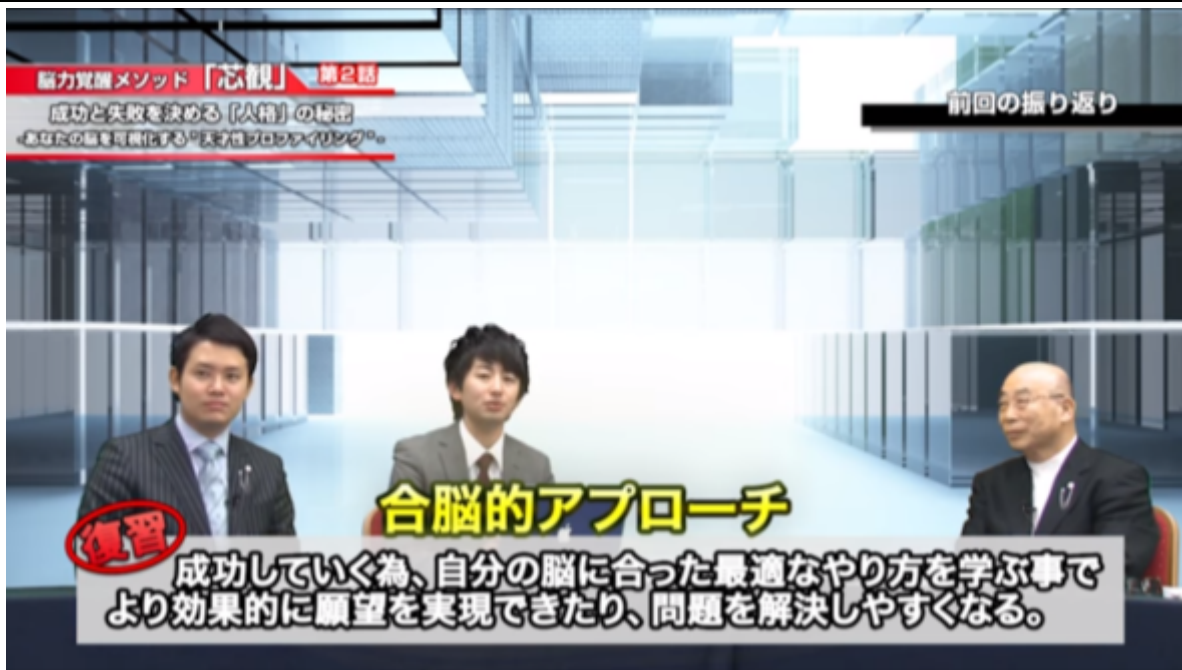 脳力覚醒メソッド「芯観」 第2話
成功と失敗を決める「人格」の秘密
-あなたの脳を可視化する"天才性プロファイリング"-
前回の振り返り
合脳的アプローチ
復習
成功していく為、自分の脳に合った最適なやり方を学ぶ事で
より効果的に願望を実現できたり、問題を解決しやすくなる。